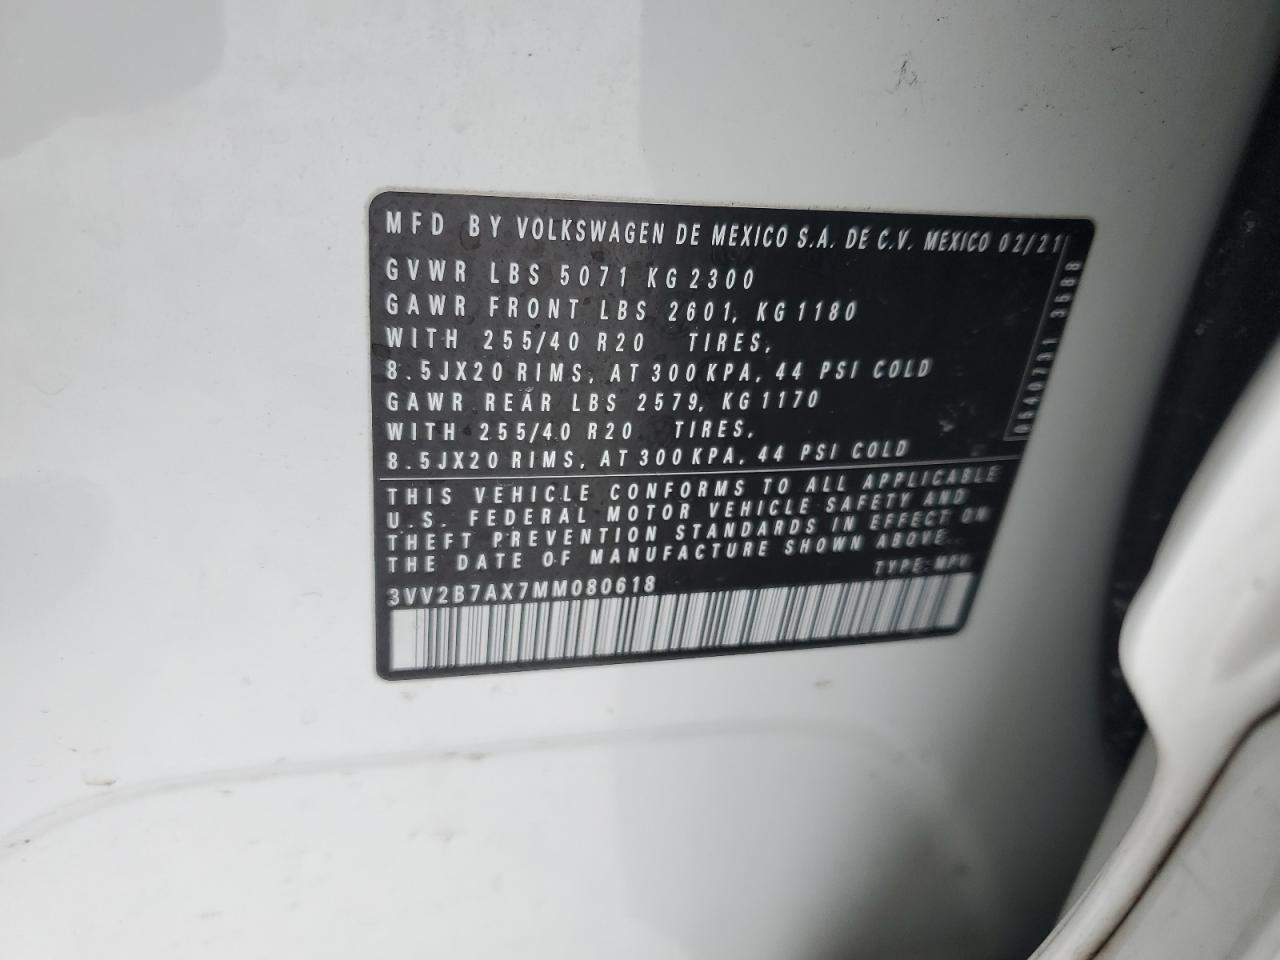 MFD BY VOLKSWAGEN DE MEXICO S.A. DE C.V. MEXICO 02/21
GVWR LBS 5071 KG 2300
GAWR FRONT LBS 2601, KG 1180
WITH 255/40 R20 TIRES,
8.5JX20 RIMS, AT 300 KPA, 44 PSI COLD
GAWR REAR LBS 2579, KG 1170
WITH 255/40 R20 TIRES,
8.5JX20 RIMS, AT 300 KPA, 44 PSI COLD
THIS VEHICLE CONFORMS TO ALL APPLICABLE
U.S. FEDERAL MOTOR VEHICLE SAFETY AND
THEFT PREVENTION STANDARDS IN EFFECT ON
THE DATE OF MANUFACTURE SHOWN ABOVE.
TYPE: MPV
3VV2B7AX7MM080618
3588